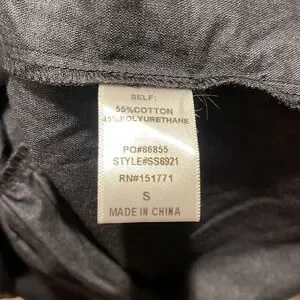 SELF:
55%COTTON
45%POLYURETHANE
PO#86855
STYLE#SS6921
RN#151771
S
MADE IN CHINA